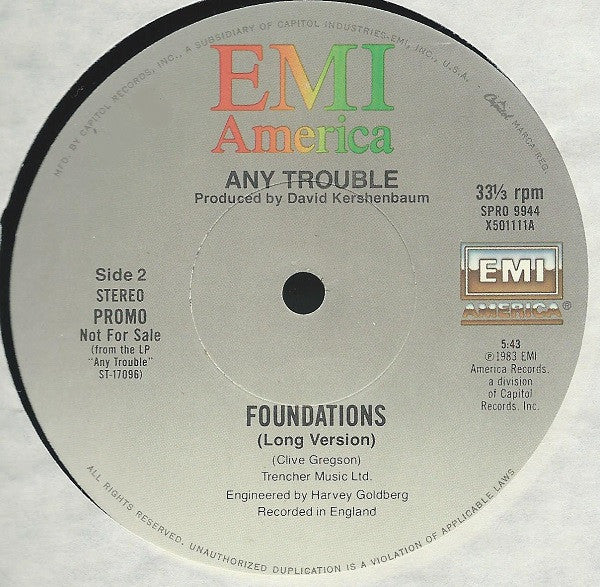 MFD. BY CAPITOL RECORDS, INC., A SUBSIDIARY OF CAPITOL INDUSTRIES-EMI, INC., U.S.A.
Capitol MARCA REG.
EMI
America
ANY TROUBLE
Produced by David Kershenbaum
33⅓ rpm
SPRO 9944
X501111A
Side 2
STEREO
PROMO
Not For Sale
(from the LP
"Any Trouble"
ST-17096)
EMI
AMERICA®
5:43
℗1983 EMI
America Records,
a division
of Capitol
Records, Inc.
FOUNDATIONS
(Long Version)
(Clive Gregson)
Trencher Music Ltd.
Engineered by Harvey Goldberg
Recorded in England
ALL RIGHTS RESERVED. UNAUTHORIZED DUPLICATION IS A VIOLATION OF APPLICABLE LAWS